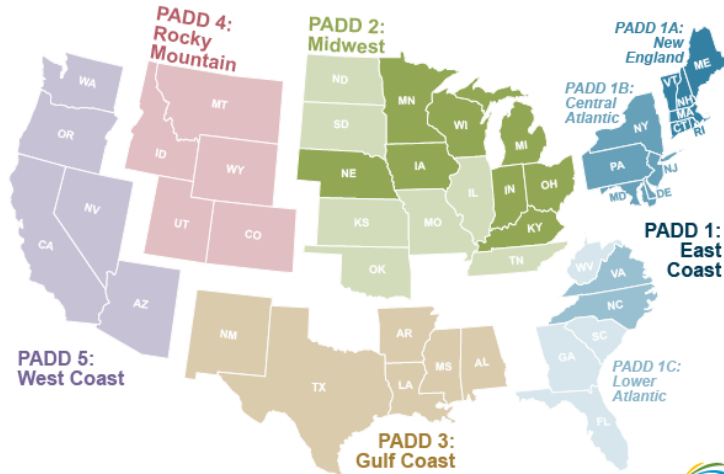 PADD 4:
Rocky
Mountain
PADD 2:
Midwest
PADD 1A:
New
England
PADD 1B:
Central
Atlantic
WA
OR
NV
CA
AZ
MT
ID
WY
UT
CO
ND
SD
NE
KS
OK
MN
IA
MO
WI
IL
MI
IN
OH
KY
TN
ME
VT
NH
MA
CT
RI
NY
PA
NJ
MD
DE
PADD 1:
East
Coast
WV
VA
NC
SC
GA
FL
PADD 1C:
Lower
Atlantic
NM
TX
AR
LA
MS
AL
PADD 5:
West Coast
PADD 3:
Gulf Coast